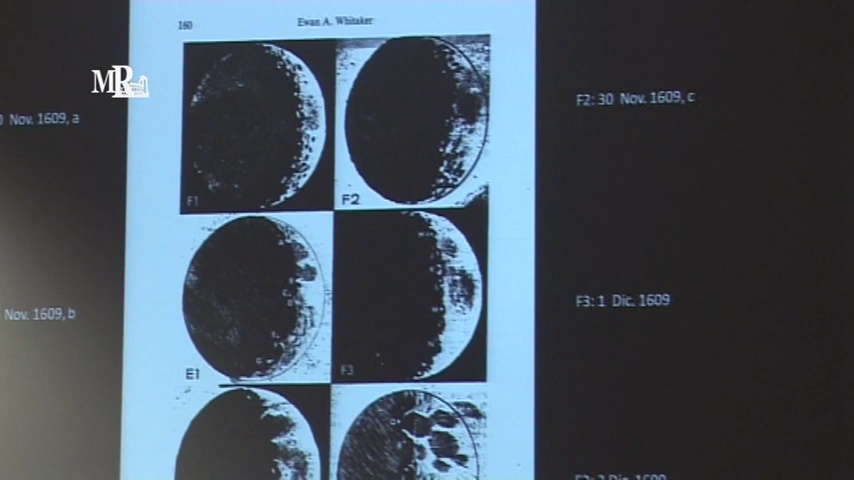 160 Ewan A. Whitaker
MR
Nov. 1609, a
F2: 30 Nov. 1609, c
F1
F2
Nov. 1609, b
F3: 1 Dic. 1609
E1
F3